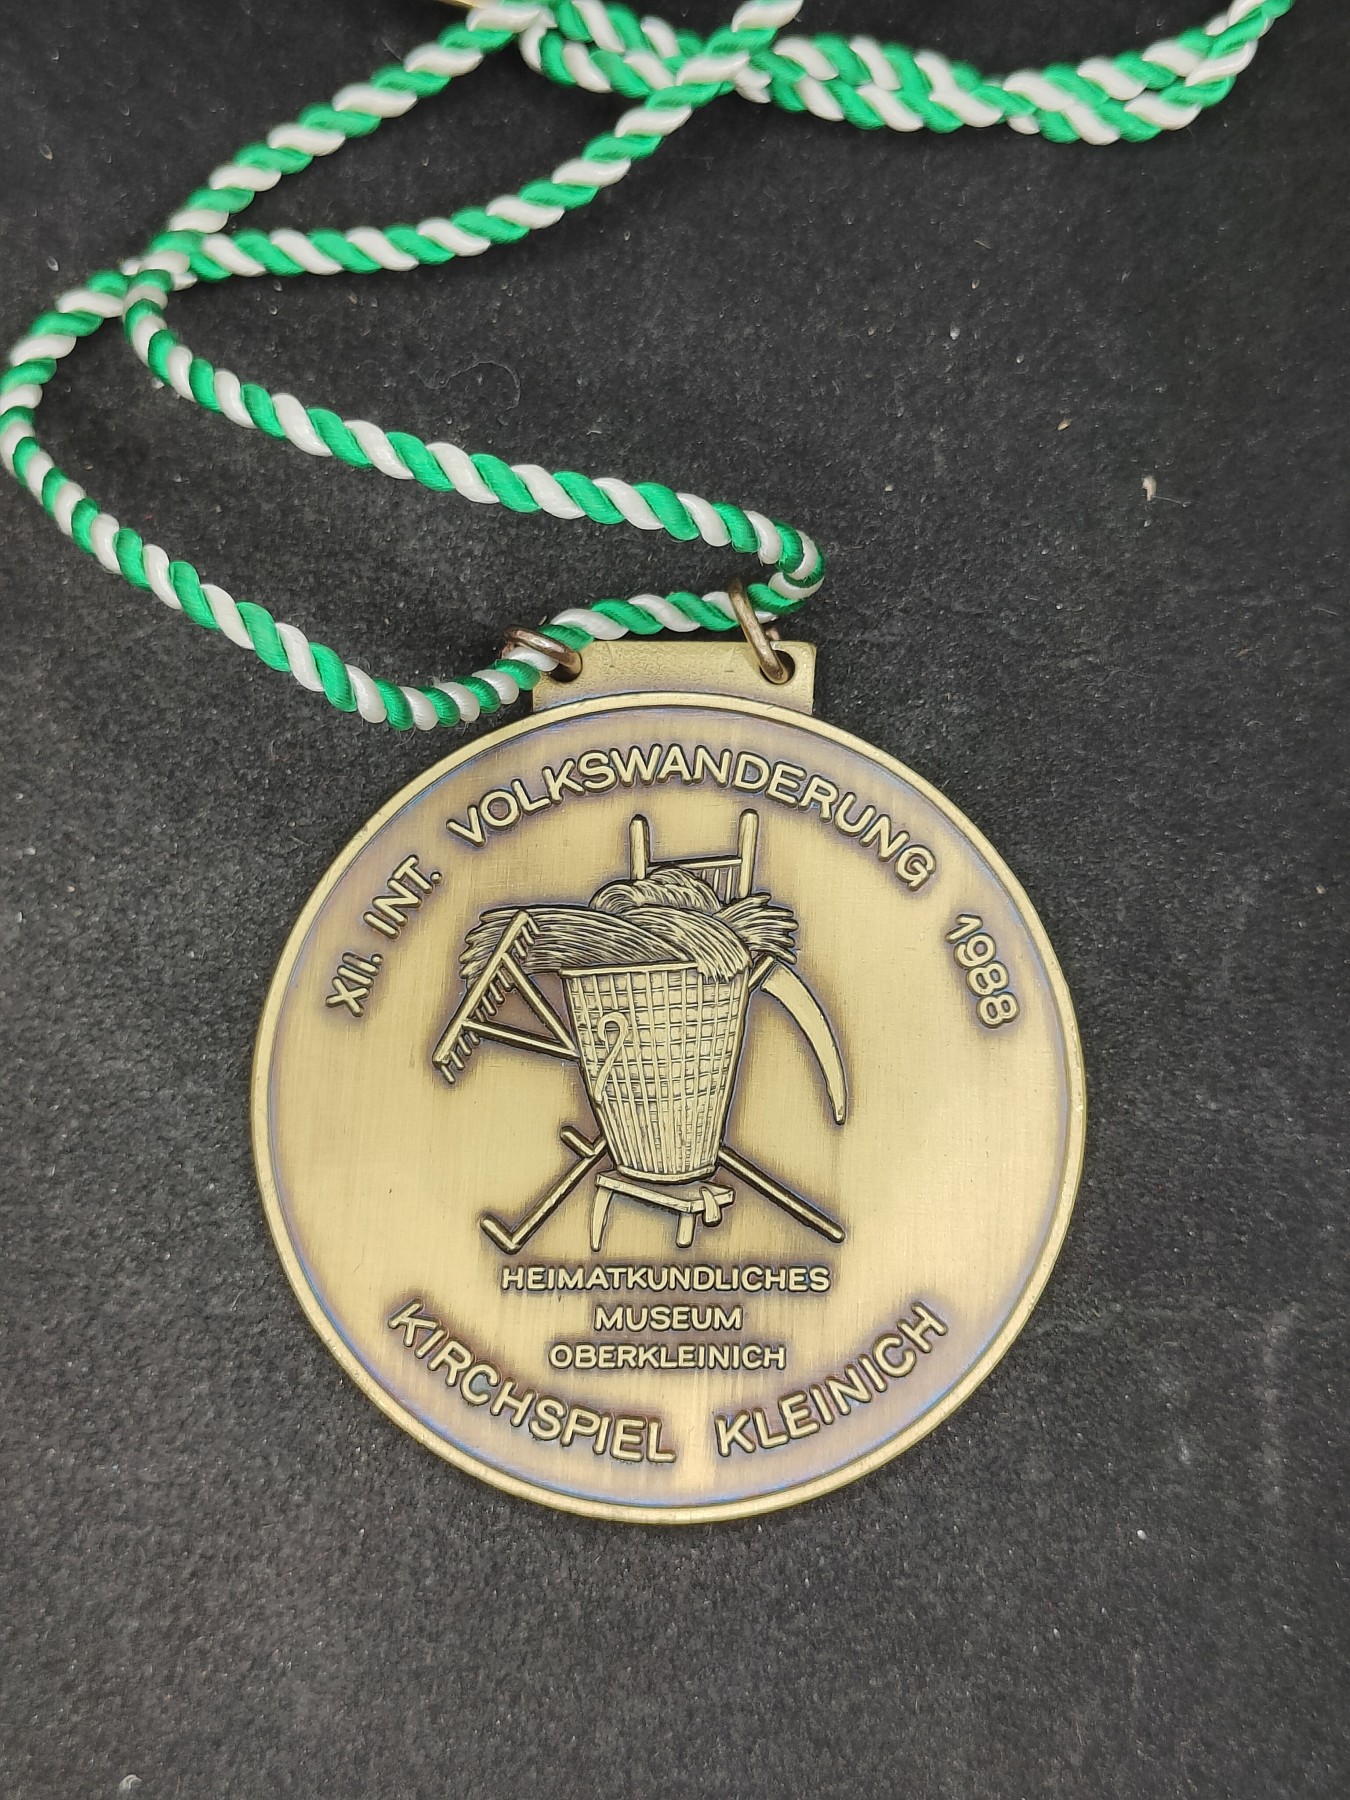 XII. INT. VOLKSWANDERUNG 1988
HEIMATKUNDLICHES
MUSEUM
OBERKLEINICH
KIRCHSPIEL KLEINICH